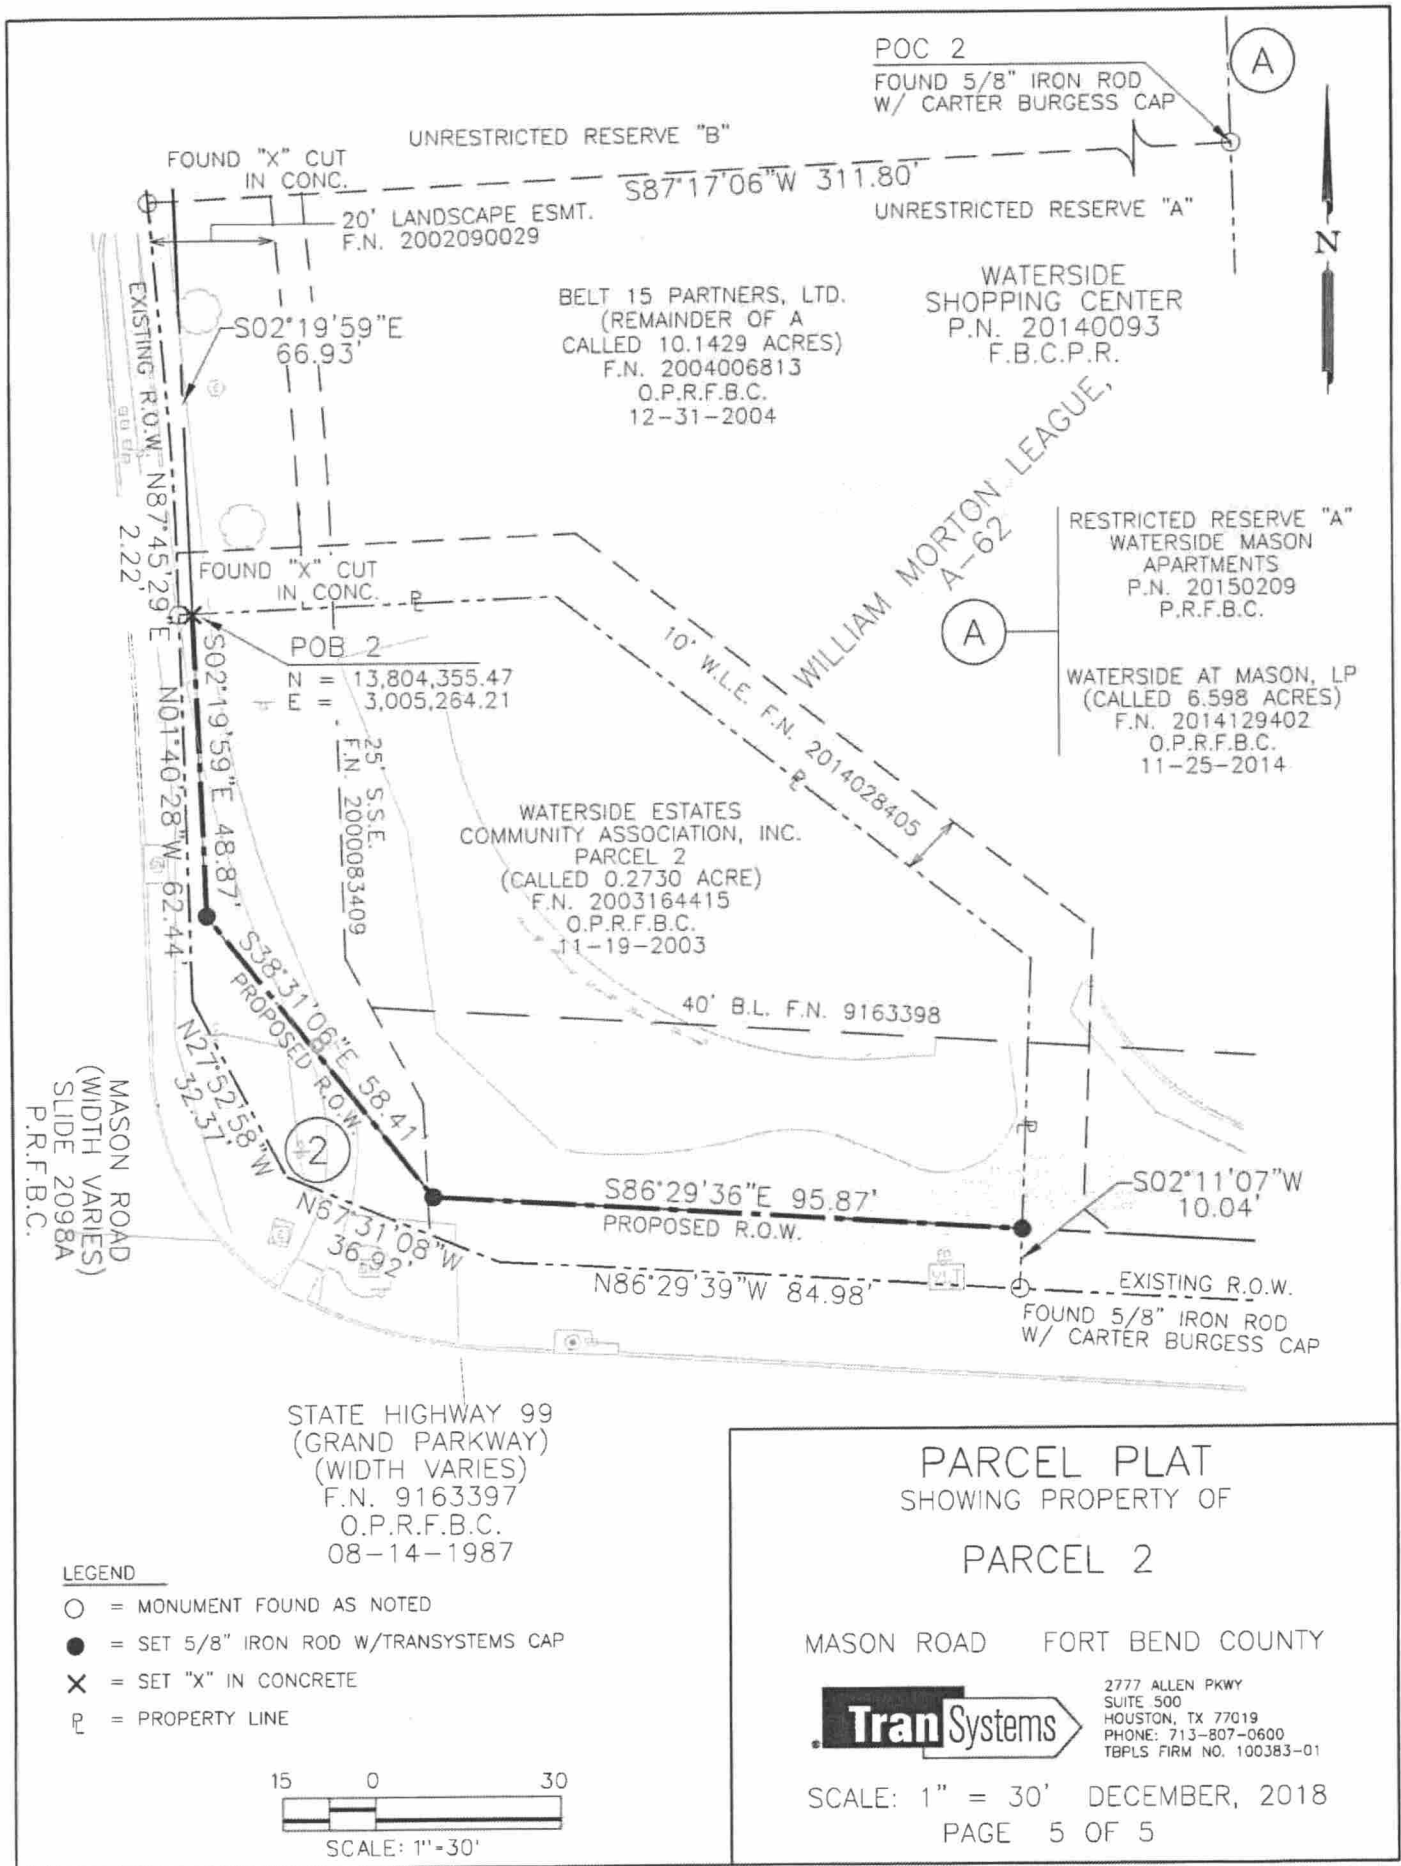 POC 2
FOUND 5/8" IRON ROD
W/ CARTER BURGESS CAP
A
UNRESTRICTED RESERVE "B"
FOUND "X" CUT
IN CONC.
S87°17'06"W 311.80'
20' LANDSCAPE ESMT.
F.N. 2002090029
UNRESTRICTED RESERVE "A"
N
WATERSIDE
SHOPPING CENTER
P.N. 20140093
F.B.C.P.R.
BELT 15 PARTNERS, LTD.
(REMAINDER OF A
CALLED 10.1429 ACRES)
F.N. 2004006813
O.P.R.F.B.C.
12-31-2004
EXISTING R.O.W.
S02°19'59"E
66.93'
WILLIAM MORTON LEAGUE,
A-62
N87°45'29"E
2.22'
FOUND "X" CUT
IN CONC.
RESTRICTED RESERVE "A"
WATERSIDE MASON
APARTMENTS
P.N. 20150209
P.R.F.B.C.
A
WATERSIDE AT MASON, LP
(CALLED 6.598 ACRES)
F.N. 2014129402
O.P.R.F.B.C.
11-25-2014
POB 2
N = 13,804,355.47
E = 3,005,264.21
10' W.L.E. F.N. 2014028405
S02°19'59"E 48.87'
N01°40'28"W 62.44'
25' S.S.E.
F.N. 2000083409
WATERSIDE ESTATES
COMMUNITY ASSOCIATION, INC.
PARCEL 2
(CALLED 0.2730 ACRE)
F.N. 2003164415
O.P.R.F.B.C.
11-19-2003
S38°31'06"E 58.41'
PROPOSED R.O.W.
40' B.L. F.N. 9163398
N27°52'58"W
32.37'
2
MASON ROAD
(WIDTH VARIES)
SLIDE 2098A
P.R.F.B.C.
N67°31'08"W
36.92'
S86°29'36"E 95.87'
PROPOSED R.O.W.
S02°11'07"W
10.04'
N86°29'39"W 84.98'
EXISTING R.O.W.
FOUND 5/8" IRON ROD
W/ CARTER BURGESS CAP
STATE HIGHWAY 99
(GRAND PARKWAY)
(WIDTH VARIES)
F.N. 9163397
O.P.R.F.B.C.
08-14-1987
LEGEND
= MONUMENT FOUND AS NOTED
= SET 5/8" IRON ROD W/TRANSYSTEMS CAP
= SET "X" IN CONCRETE
= PROPERTY LINE
15 0 30
SCALE: 1"-30'
PARCEL PLAT
SHOWING PROPERTY OF
PARCEL 2
MASON ROAD FORT BEND COUNTY
TranSystems
2777 ALLEN PKWY
SUITE 500
HOUSTON, TX 77019
PHONE: 713-807-0600
TBPLS FIRM NO. 100383-01
SCALE: 1" = 30' DECEMBER, 2018
PAGE 5 OF 5